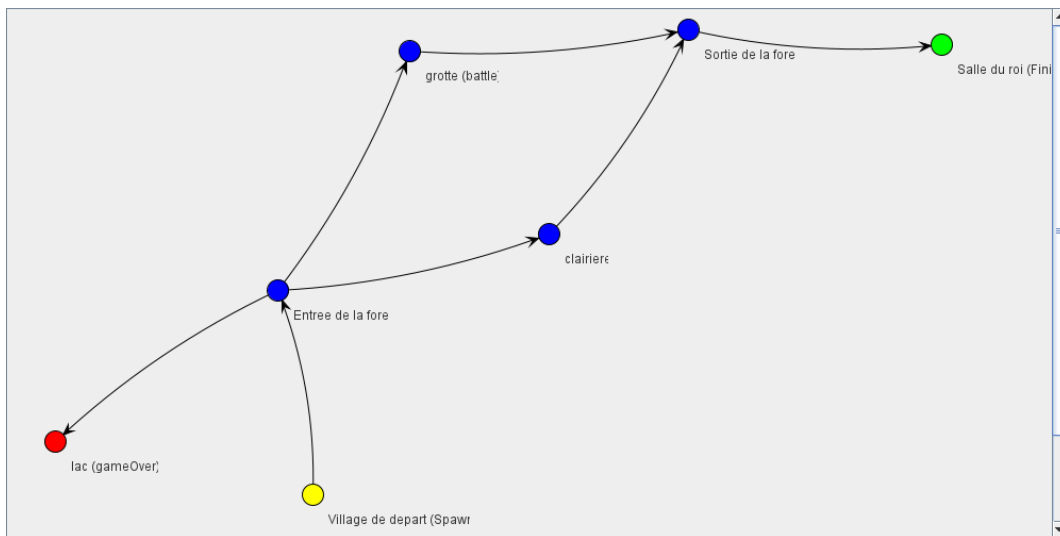 Sortie de la fore
Salle du roi (Fini
grotte (battle)
clairiere
Entree de la fore
lac (gameOver)
Village de depart (Spawn